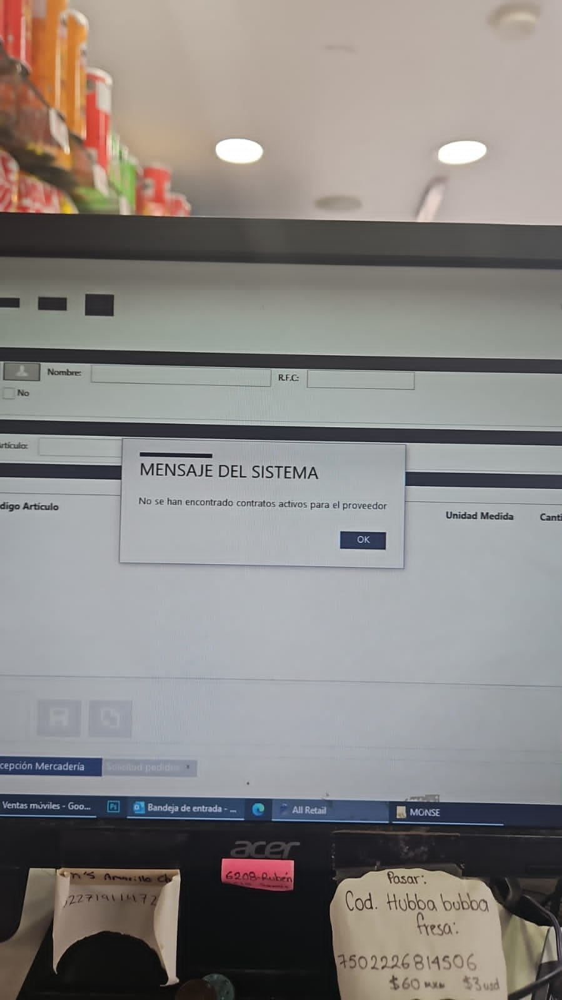 Nombre:
R.F.C:
No
rtículo:
MENSAJE DEL SISTEMA
No se han encontrado contratos activos para el proveedor
OK
digo Artículo
Unidad Medida
Canti
cepción Mercadería
Solicitud pedidos x
Ventas móviles - Goo...
Ps
Bandeja de entrada - ...
All Retail
MONSE
acer
n's Amarillo Ch
6208-Rubén
Pasar:
Cod. Hubba bubba
fresa:
7502226814506
$60 mxn $3 usd